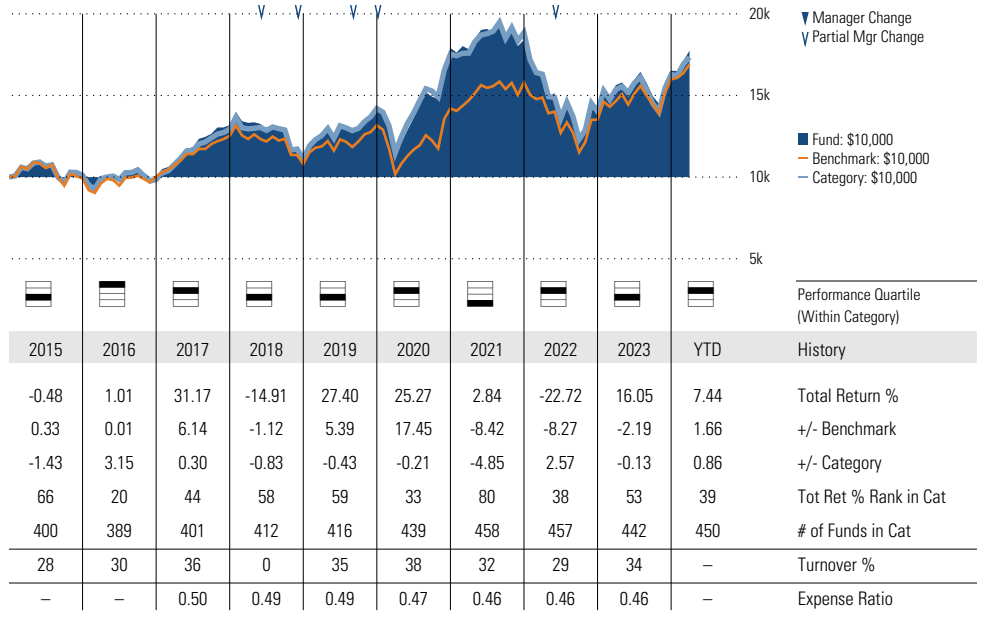 20k
Manager Change
Partial Mgr Change
15k
Fund: $10,000
Benchmark: $10,000
Category: $10,000
10k
5k
Performance Quartile
(Within Category)
2015 2016 2017 2018 2019 2020 2021 2022 2023 YTD History
-0.48 1.01 31.17 -14.91 27.40 25.27 2.84 -22.72 16.05 7.44 Total Return %
0.33 0.01 6.14 -1.12 5.39 17.45 -8.42 -8.27 -2.19 1.66 +/- Benchmark
-1.43 3.15 0.30 -0.83 -0.43 -0.21 -4.85 2.57 -0.13 0.86 +/- Category
66 20 44 58 59 33 80 38 53 39 Tot Ret % Rank in Cat
400 389 401 412 416 439 458 457 442 450 # of Funds in Cat
28 30 36 0 35 38 32 29 34 – Turnover %
– – 0.50 0.49 0.49 0.47 0.46 0.46 0.46 – Expense Ratio